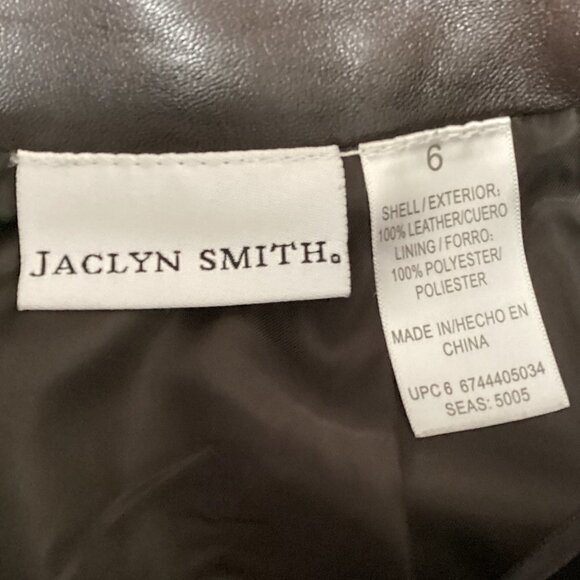 JACLYN SMITH.
6
SHELL/EXTERIOR:
100% LEATHER/CUERO
LINING/FORRO:
100% POLYESTER/
POLIESTER
MADE IN/HECHO EN
CHINA
UPC 6 6744405034
SEAS: 5005